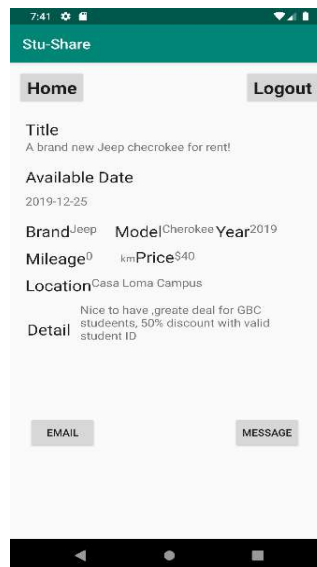 7:41
Stu-Share
Home Logout
Title
A brand new Jeep checrokee for rent!
Available Date
2019-12-25
Brand Jeep Model Cherokee Year 2019
Mileage 0 km Price $40
Location Casa Loma Campus
Detail Nice to have ,greate deal for GBC
studeents, 50% discount with valid
student ID
EMAIL MESSAGE